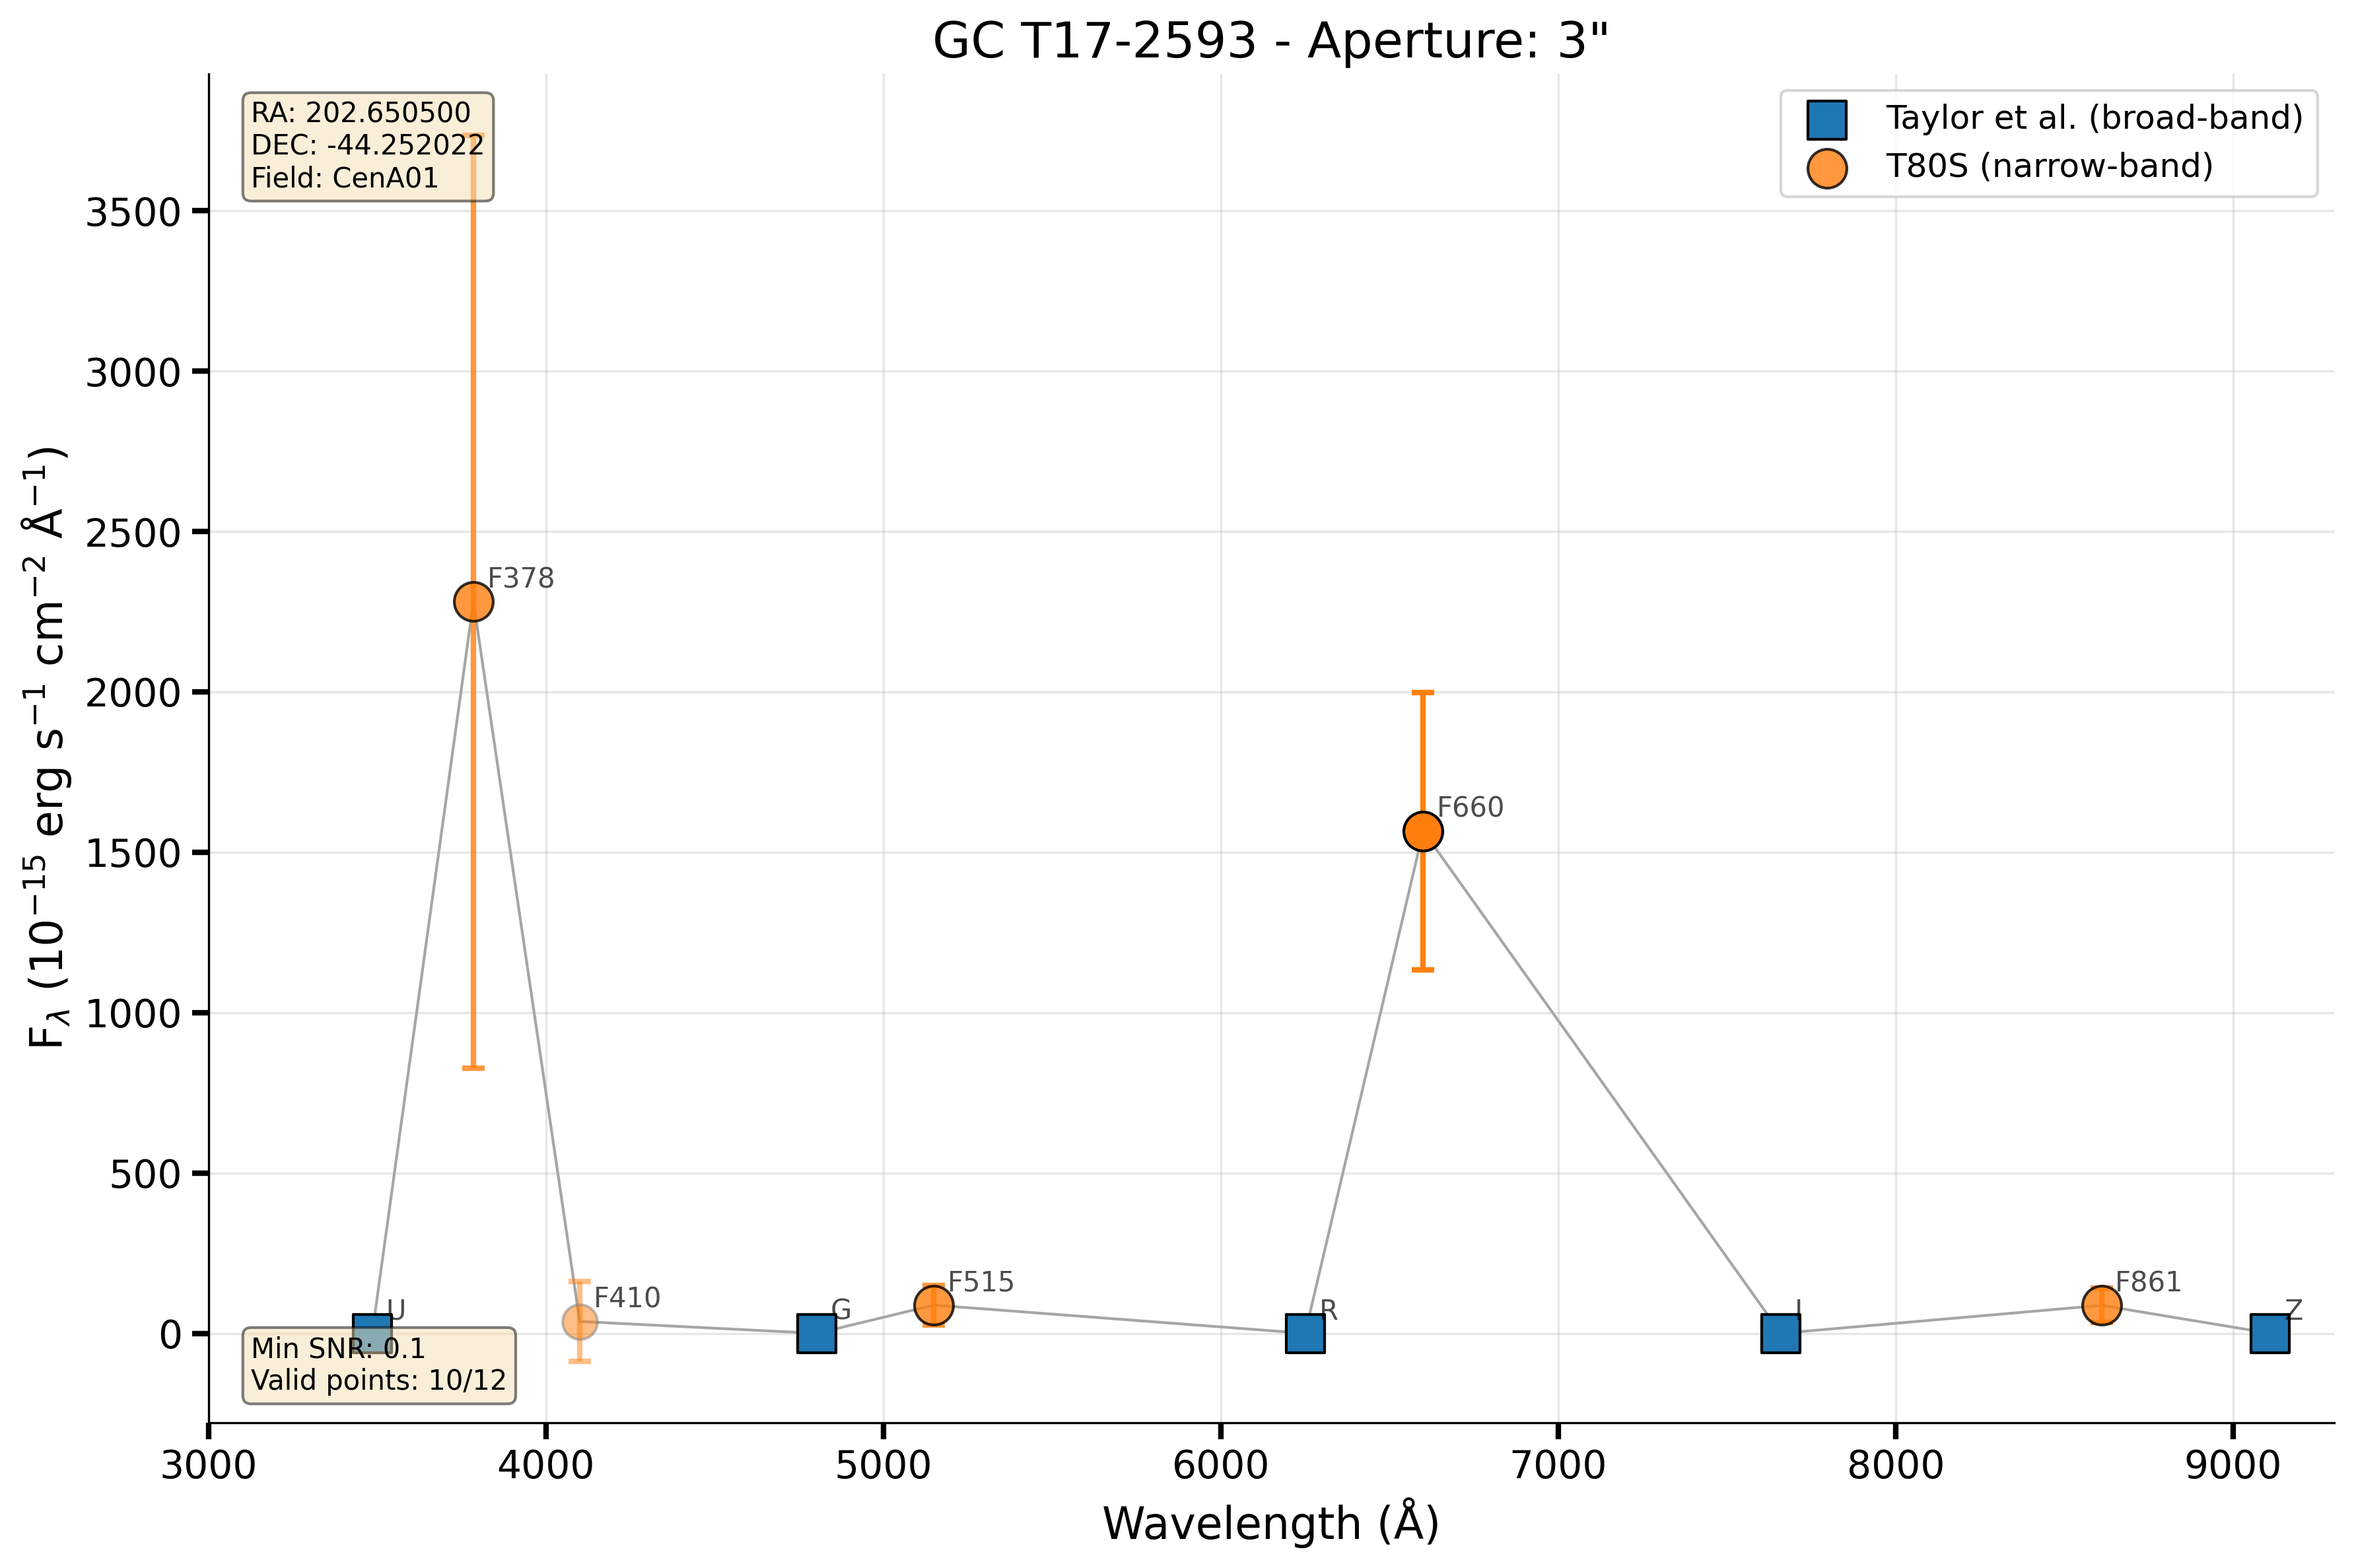 GC T17-2593 - Aperture: 3"
RA: 202.650500
DEC: -44.252022
Field: CenA01
Taylor et al. (broad-band)
T80S (narrow-band)
F_λ (10⁻¹⁵ erg s⁻¹ cm⁻² Å⁻¹)
3500
3000
2500
2000
1500
1000
500
0
F378
F660
U
F410
G
F515
R
I
F861
Z
Min SNR: 0.1
Valid points: 10/12
3000 4000 5000 6000 7000 8000 9000
Wavelength (Å)